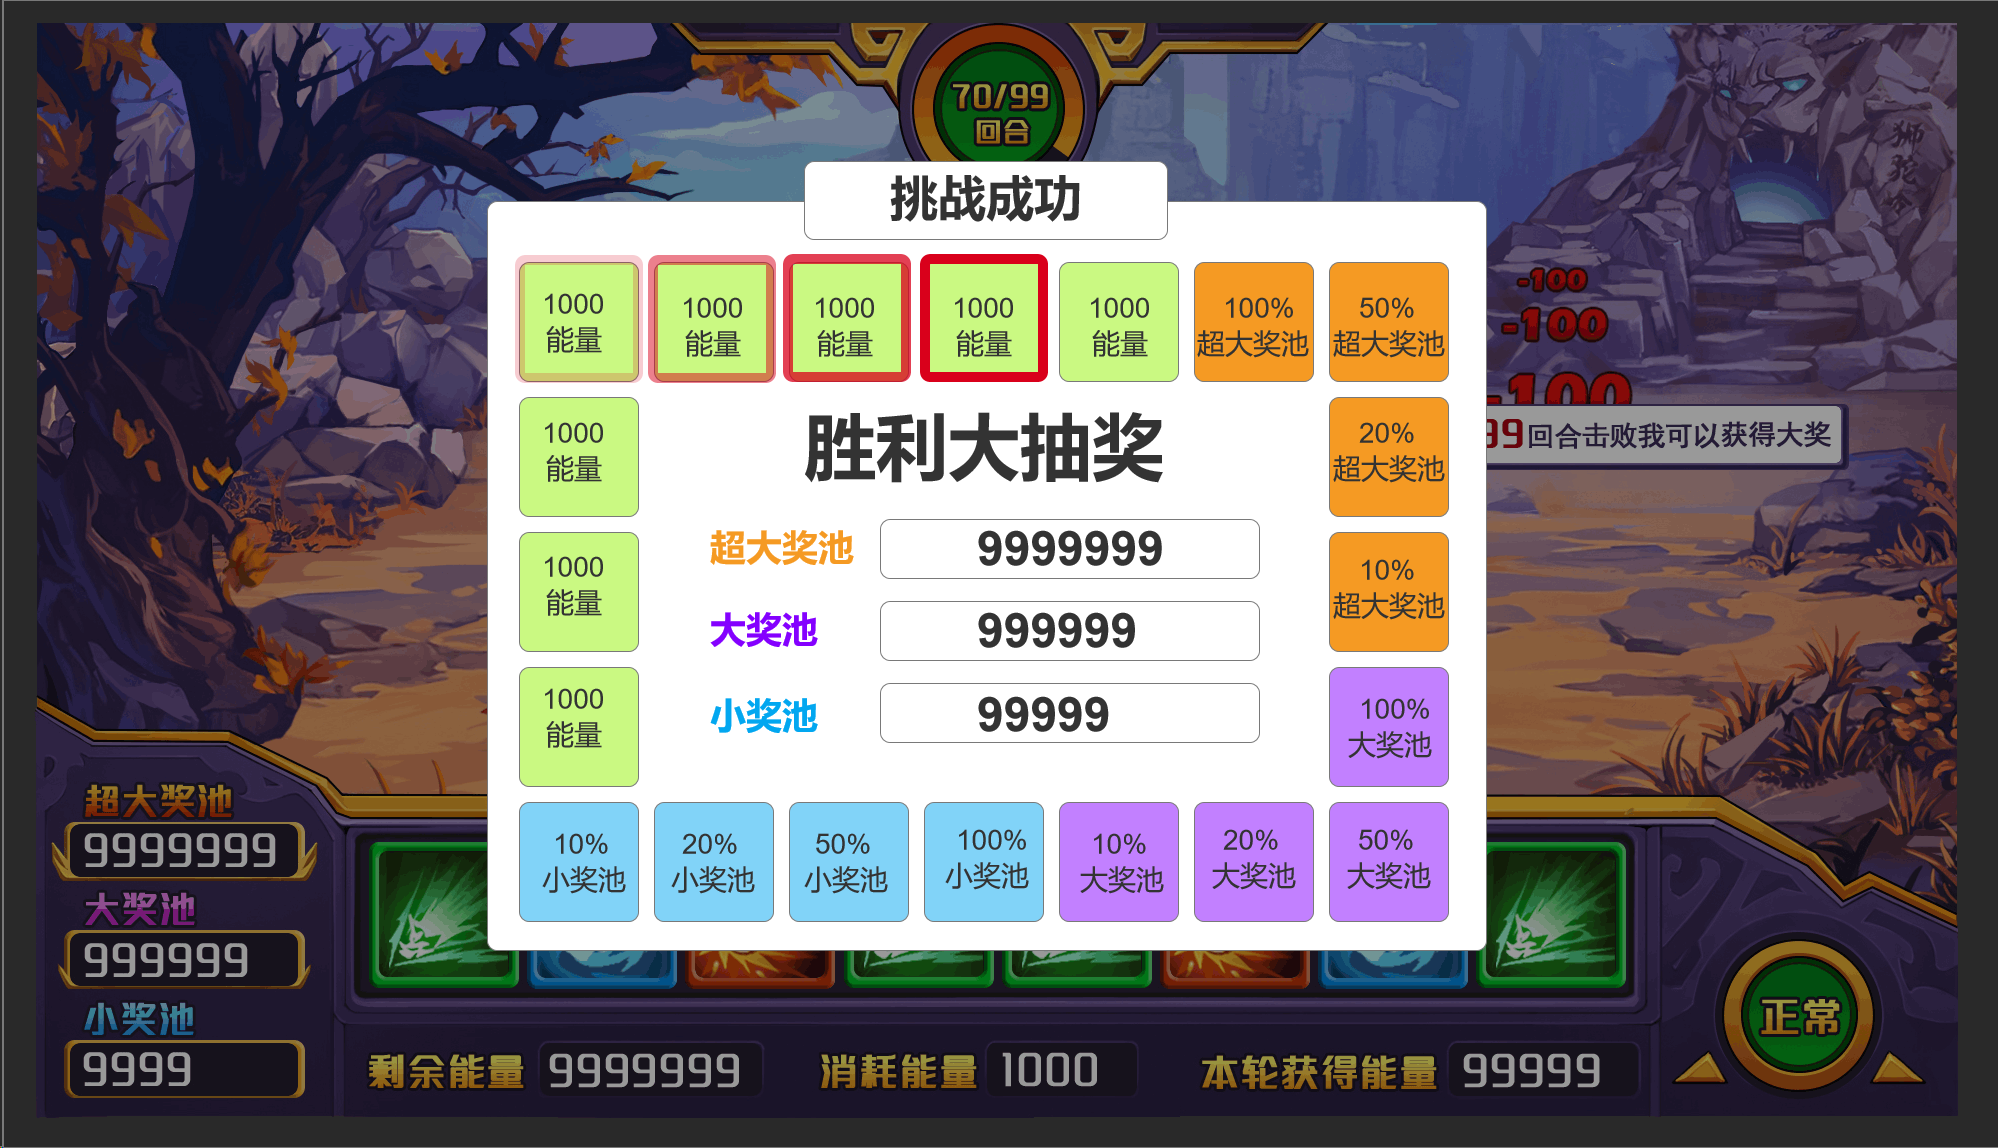 70/99
回合
挑战成功
1000
能量
1000
能量
1000
能量
1000
能量
1000
能量
100%
超大奖池
50%
超大奖池
狮驼岭
-100
-100
-100
1000
能量
胜利大抽奖
20%
超大奖池
99回合击败我可以获得大奖
1000
能量
超大奖池 9999999
10%
超大奖池
大奖池 999999
1000
能量
小奖池 99999
100%
大奖池
10%
小奖池
20%
小奖池
50%
小奖池
100%
小奖池
10%
大奖池
20%
大奖池
50%
大奖池
超大奖池
9999999
大奖池
999999
小奖池
9999
剩余能量 9999999
消耗能量 1000
本轮获得能量 99999
正常